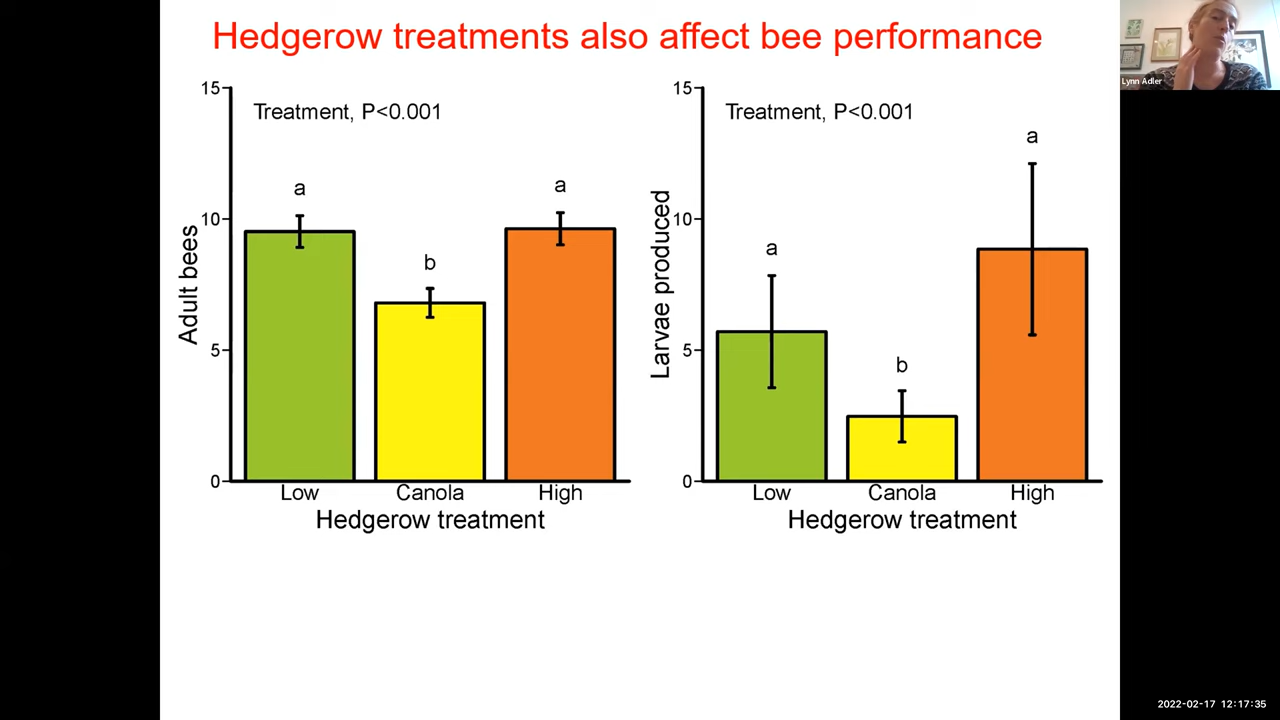 Hedgerow treatments also affect bee performance
Lynn Adler
15
Treatment, P<0.001
a
a
10
b
5
0
Adult bees
Low
Canola
High
Hedgerow treatment
15
Treatment, P<0.001
a
a
10
b
5
0
Larvae produced
Low
Canola
High
Hedgerow treatment
2022-02-17 12:17:35